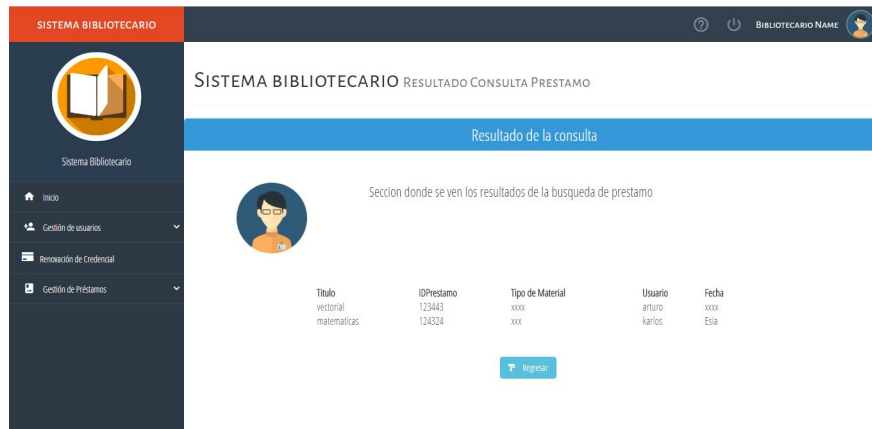 SISTEMA BIBLIOTECARIO
BIBLIOTECARIO NAME
Sistema Bibliotecario
Inicio
Gestión de usuarios
Renovación de Credencial
Gestión de Préstamos
SISTEMA BIBLIOTECARIO RESULTADO CONSULTA PRESTAMO
Resultado de la consulta
Seccion donde se ven los resultados de la busqueda de prestamo
Titulo IDPrestamo Tipo de Material Usuario Fecha
vectorial 123443 xxxx arturo xxxx
matematicas 124324 xxx karlos Esla
Regresar